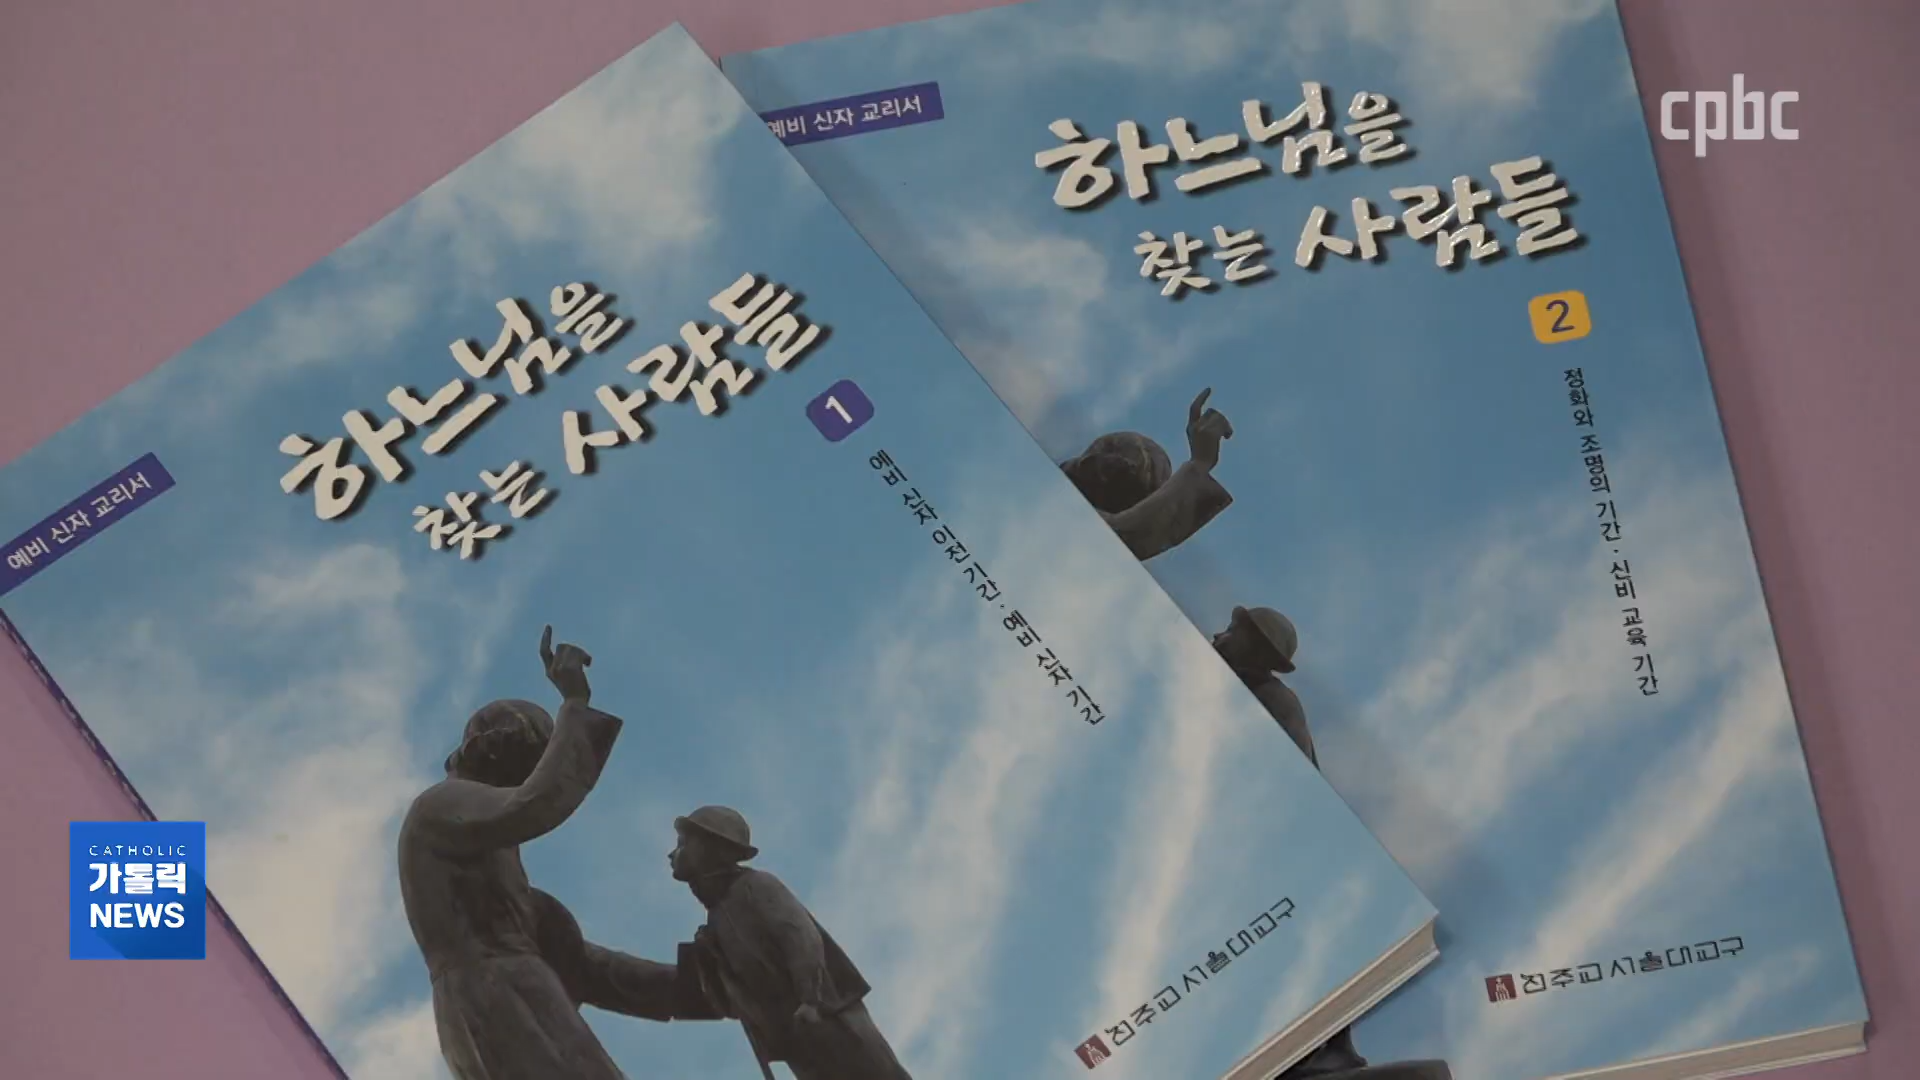 예비 신자 교리서
하느님을
찾는 사람들
1
예비 신자 이전 기간 · 예비 신자 기간
천주교 서울대교구
예비 신자 교리서
하느님을
찾는 사람들
2
정화와 조명의 기간 · 신비 교육 기간
천주교 서울대교구
cpbc
CATHOLIC
가톨릭
NEWS